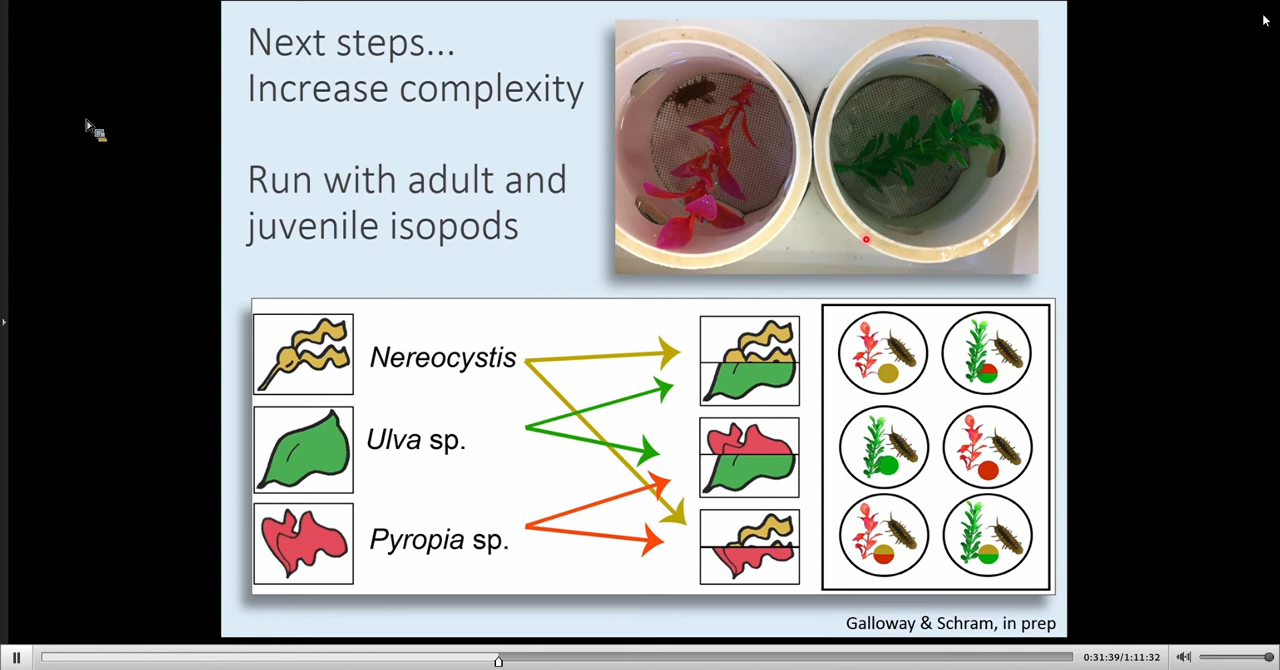 Next steps...
Increase complexity
Run with adult and
juvenile isopods
Nereocystis
Ulva sp.
Pyropia sp.
Galloway & Schram, in prep
0:31:39/1:11:32